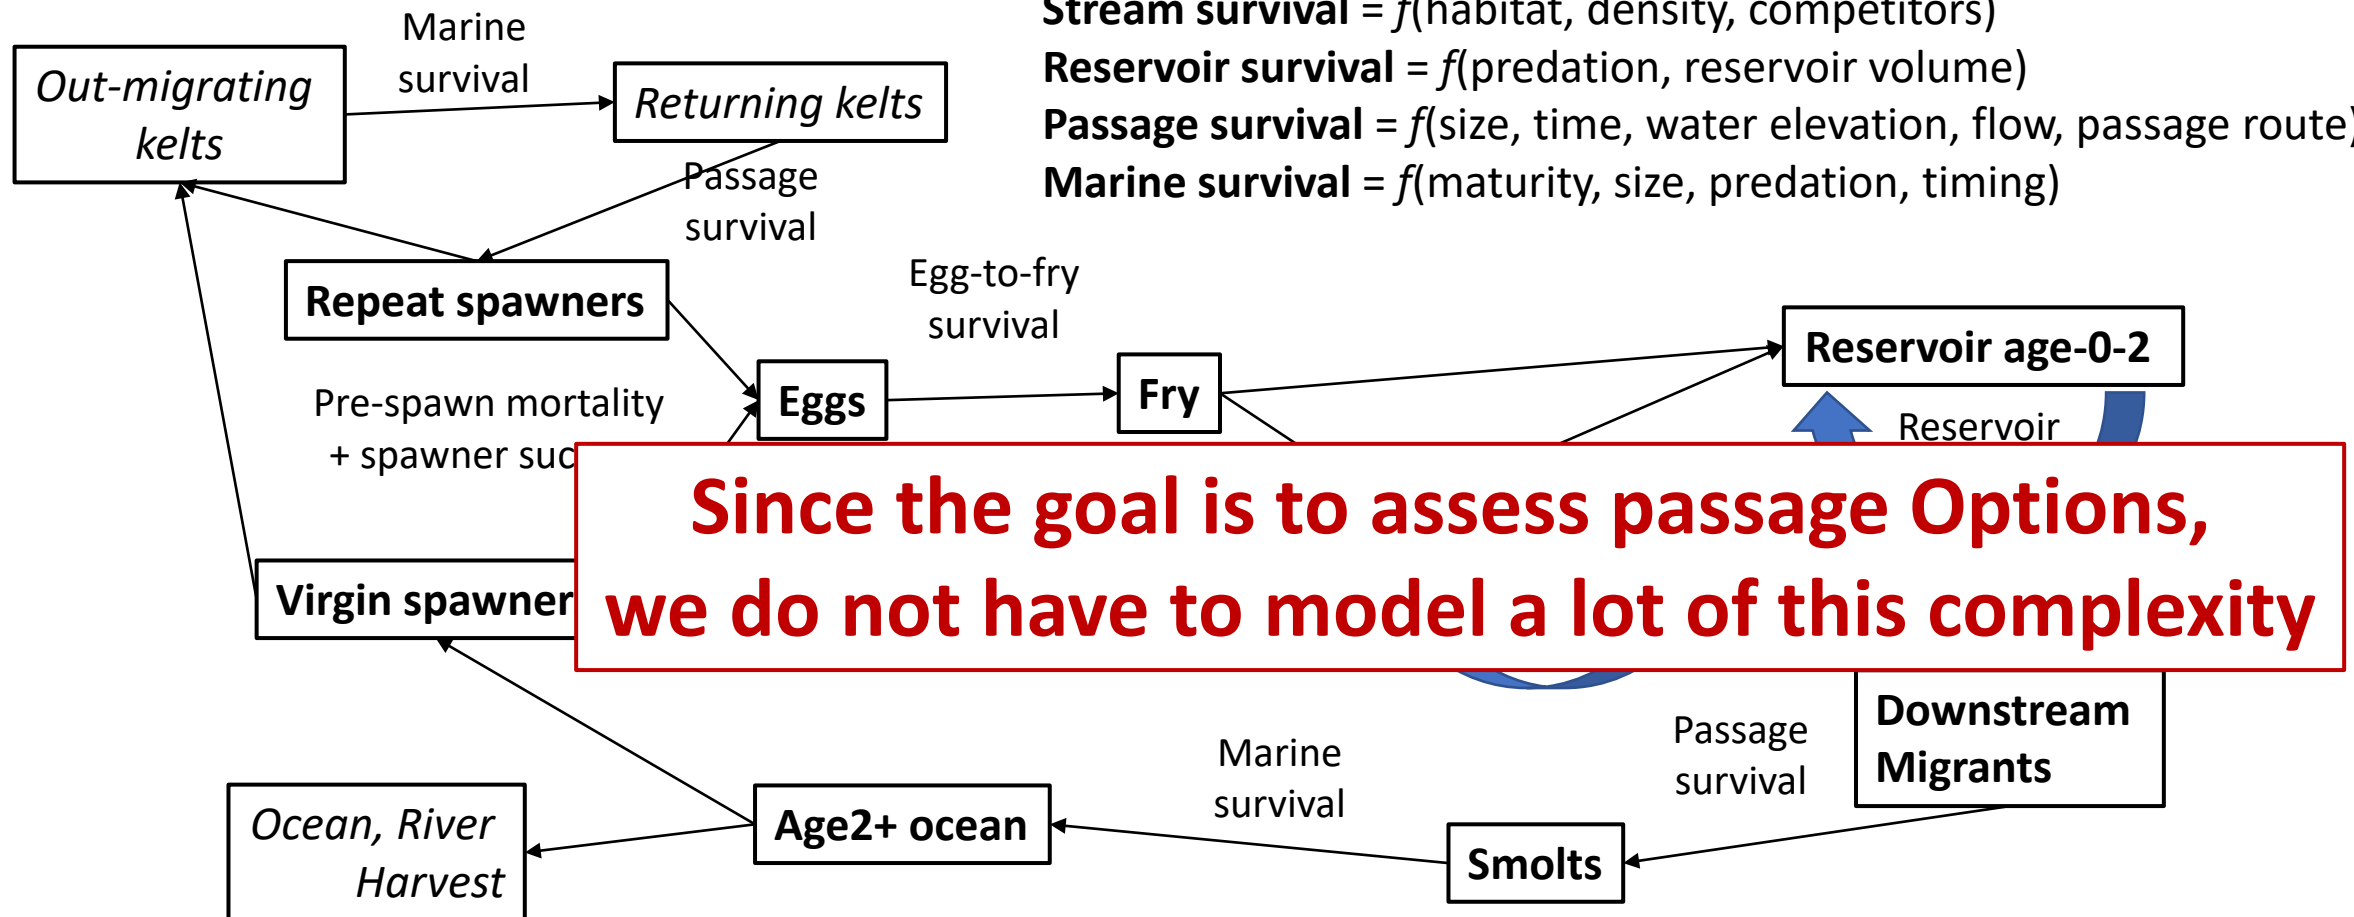 Stream survival = f(habitat, density, competitors)
Reservoir survival = f(predation, reservoir volume)
Passage survival = f(size, time, water elevation, flow, passage route)
Marine survival = f(maturity, size, predation, timing)
Out-migrating
kelts
Marine
survival
Returning kelts
Passage
survival
Repeat spawners
Egg-to-fry
survival
Pre-spawn mortality
+ spawner suc
Eggs
Fry
Reservoir age-0-2
Reservoir
Since the goal is to assess passage Options,
we do not have to model a lot of this complexity
Virgin spawner
Downstream
Migrants
Passage
survival
Marine
survival
Smolts
Age2+ ocean
Ocean, River
Harvest